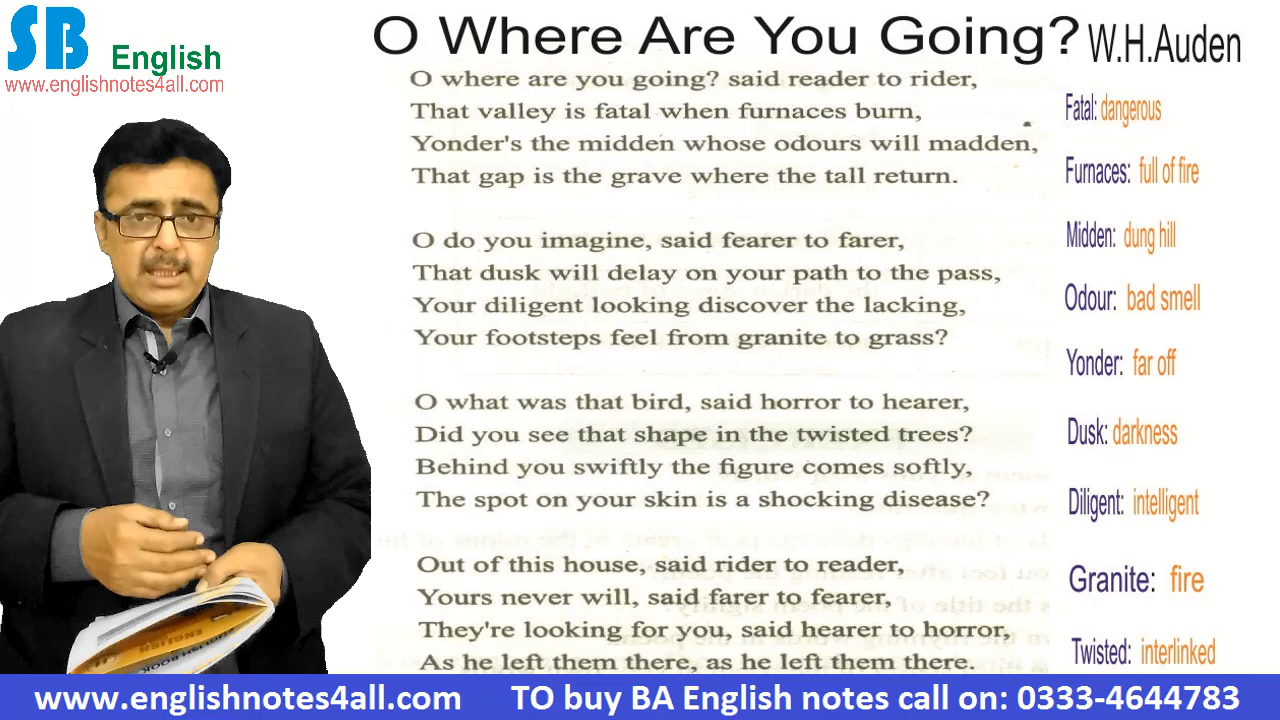 SB English
www.englishnotes4all.com
O Where Are You Going? W.H.Auden
O where are you going? said reader to rider,
That valley is fatal when furnaces burn,
Yonder's the midden whose odours will madden,
That gap is the grave where the tall return.
O do you imagine, said fearer to farer,
That dusk will delay on your path to the pass,
Your diligent looking discover the lacking,
Your footsteps feel from granite to grass?
O what was that bird, said horror to hearer,
Did you see that shape in the twisted trees?
Behind you swiftly the figure comes softly,
The spot on your skin is a shocking disease?
Out of this house, said rider to reader,
Yours never will, said farer to fearer,
They're looking for you, said hearer to horror,
As he left them there, as he left them there.
Fatal: dangerous
Furnaces: full of fire
Midden: dung hill
Odour: bad smell
Yonder: far off
Dusk: darkness
Diligent: intelligent
Granite: fire
Twisted: interlinked
www.englishnotes4all.com TO buy BA English notes call on: 0333-4644783